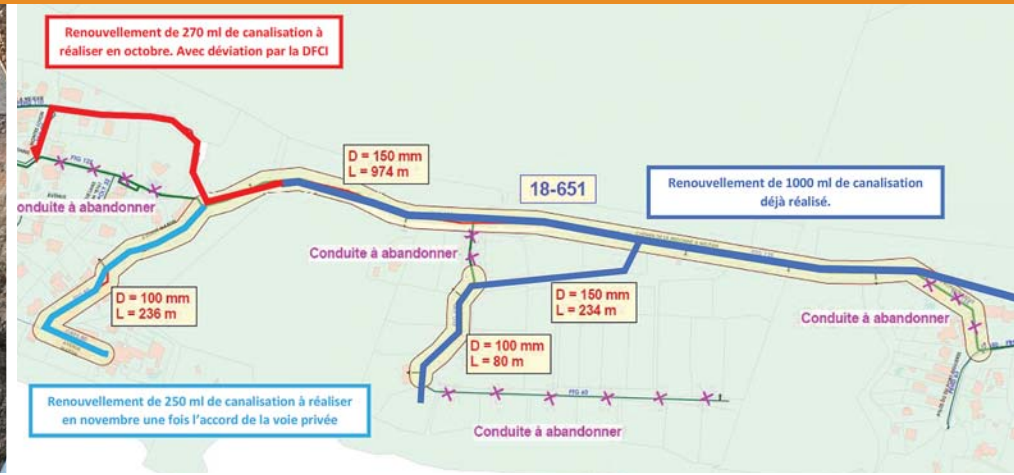 Renouvellement de 270 ml de canalisation à
réaliser en octobre. Avec déviation par la DFCI
D = 150 mm
L = 974 m
18-651
Renouvellement de 1000 ml de canalisation
déjà réalisé.
onduite à abandonner
Conduite à abandonner
D = 100 mm
L = 236 m
D = 150 mm
L = 234 m
Conduite à abandonner
D = 100 mm
L = 80 m
Renouvellement de 250 ml de canalisation à réaliser
en novembre une fois l'accord de la voie privée
Conduite à abandonner